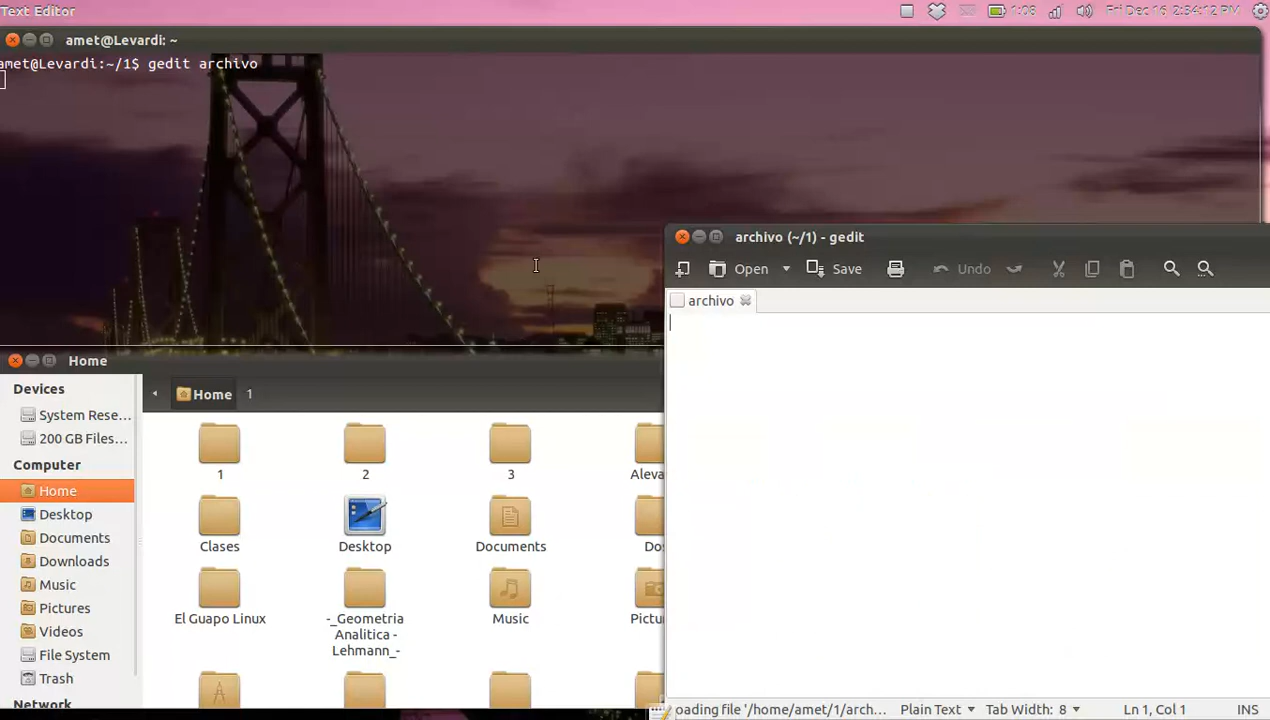 Text Editor
1:08
Fri Dec 16, 2:34:12 PM
amet@Levardi: ~
amet@Levardi:~/1$ gedit archivo
archivo (~/1) - gedit
Open
Save
Undo
archivo
Home
Devices
System Rese...
200 GB Files...
Computer
Home
Desktop
Documents
Downloads
Music
Pictures
Videos
File System
Trash
Network
Home 1
1 2 3 Aleva
Clases Desktop Documents Dos
El Guapo Linux
-_Geometria
Analitica -
Lehmann_-
Music
Pictu
oading file '/home/amet/1/arch...
Plain Text
Tab Width: 8
Ln 1, Col 1
INS